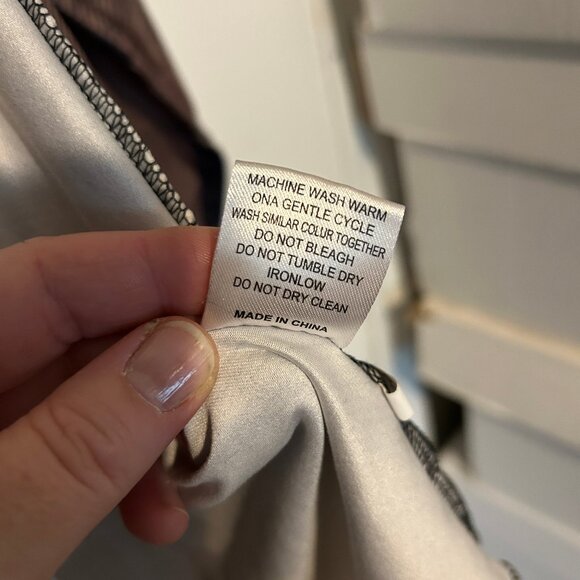 MACHINE WASH WARM
ONA GENTLE CYCLE
WASH SIMILAR COLUR TOGETHER
DO NOT BLEAGH
DO NOT TUMBLE DRY
IRONLOW
DO NOT DRY CLEAN
MADE IN CHINA